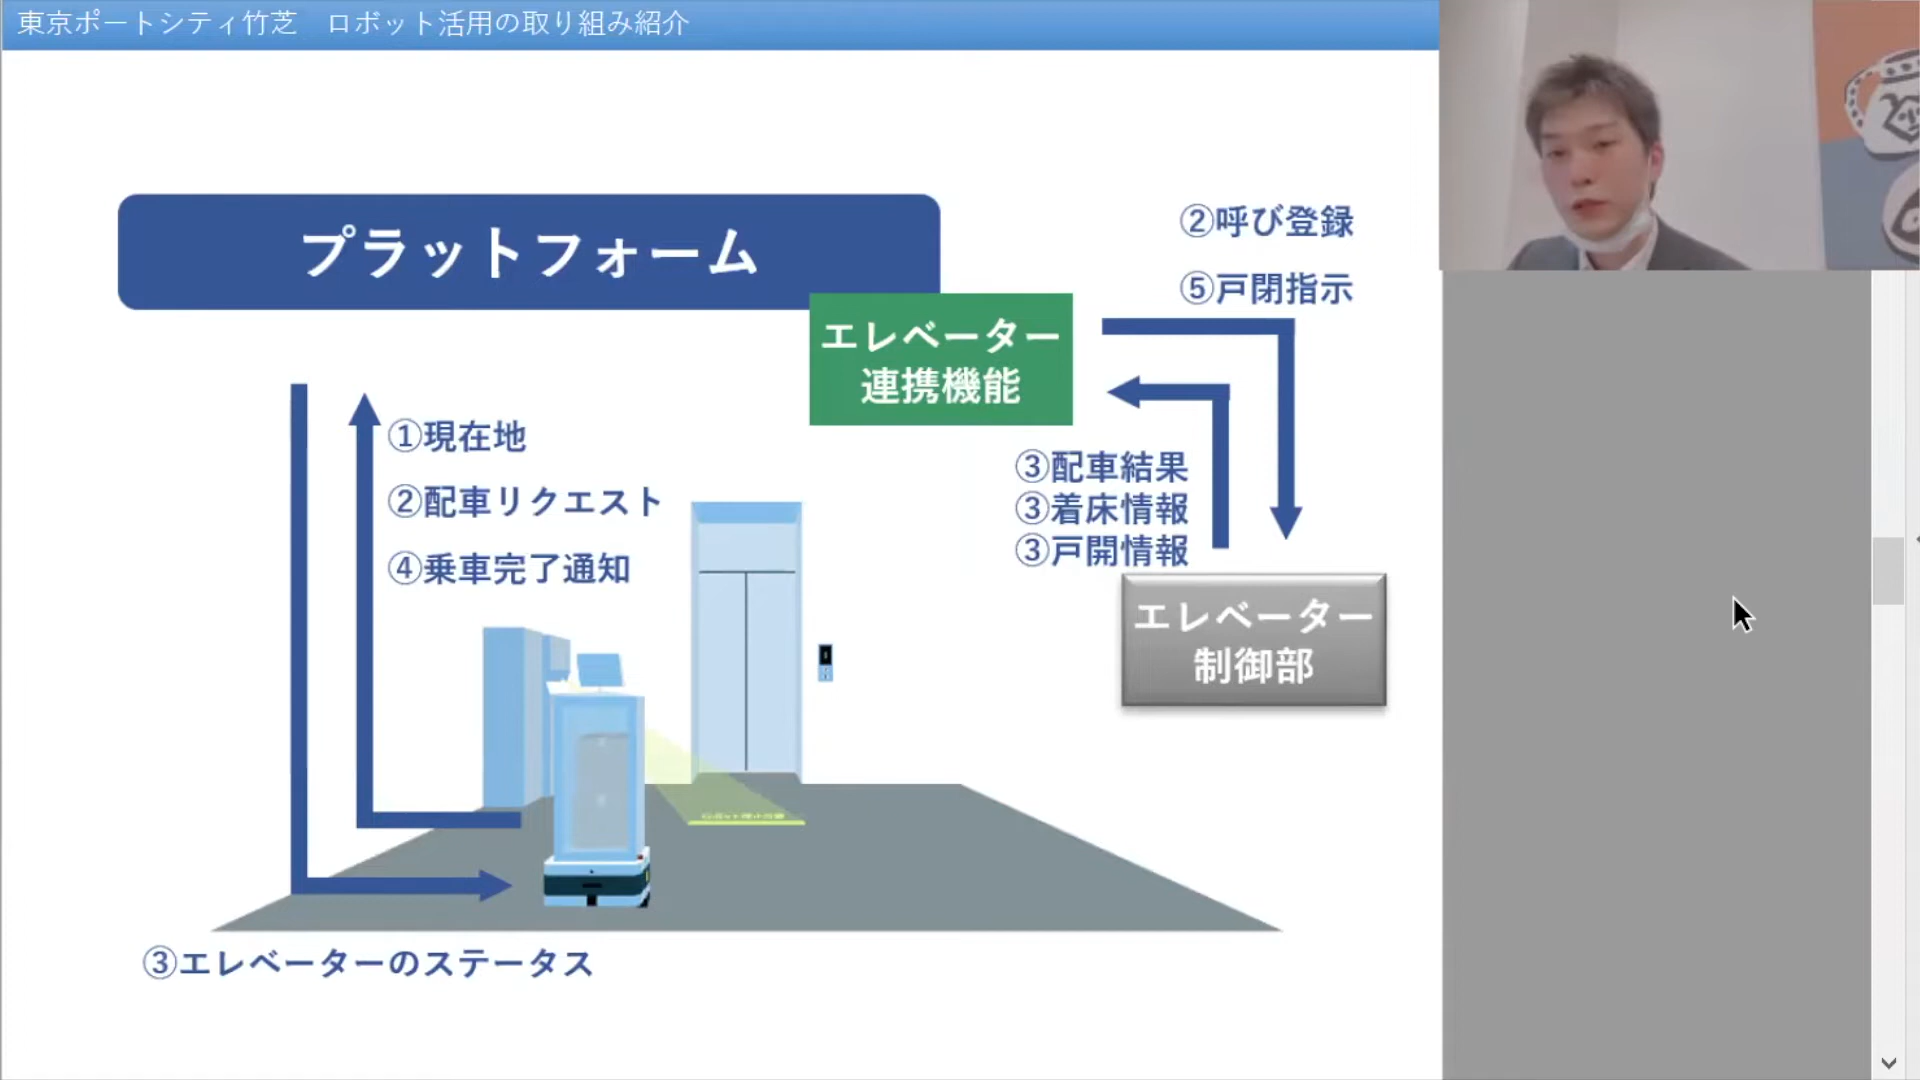 東京ポートシティ竹芝　ロボット活用の取り組み紹介
プラットフォーム
エレベーター
連携機能
②呼び登録
⑤戸閉指示
①現在地
②配車リクエスト
④乗車完了通知
③配車結果
③着床情報
③戸開情報
エレベーター
制御部
③エレベーターのステータス